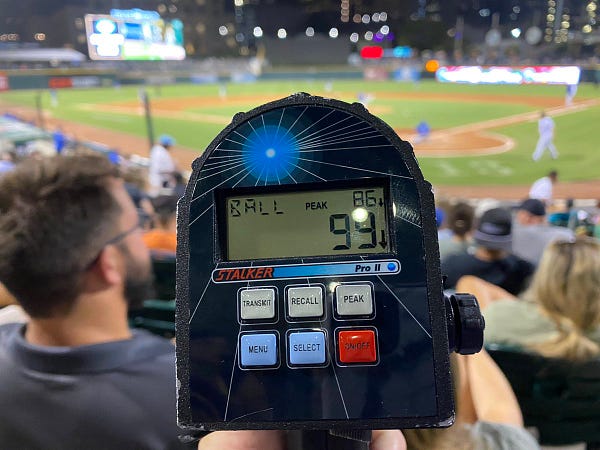 BALL PEAK 86
99
STALKER Pro II
TRANSMIT RECALL PEAK
MENU SELECT ON/OFF